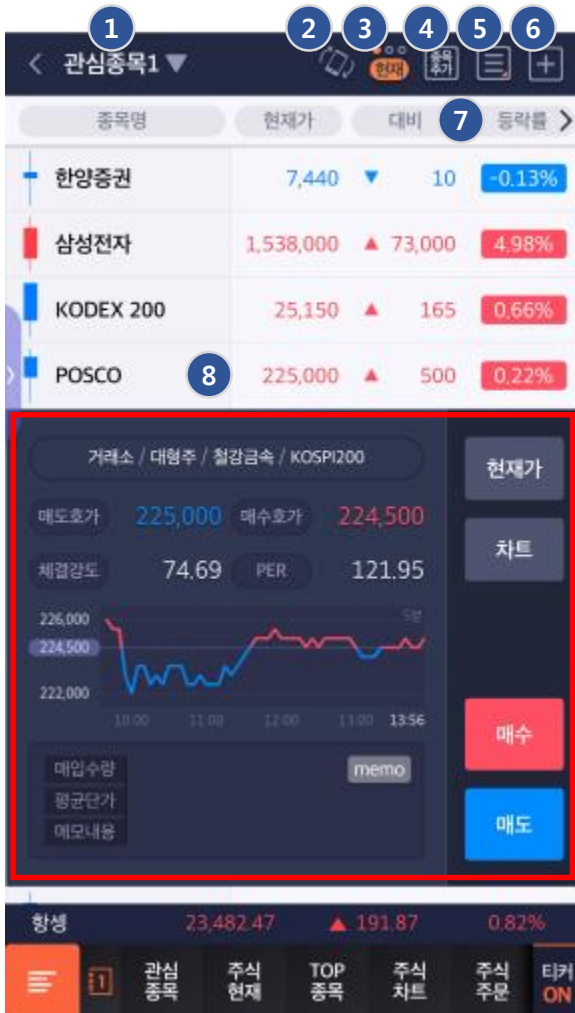 1 2 3 4 5 6
관심종목1 ▼ 현재 종목추가
종목명 현재가 대비 7 등락률
한양증권 7,440 ▼ 10 -0.13%
삼성전자 1,538,000 ▲ 73,000 4.98%
KODEX 200 25,150 ▲ 165 0.66%
POSCO 8 225,000 ▲ 500 0.22%
거래소 / 대형주 / 철강금속 / KOSPI200
현재가
매도호가 225,000 매수호가 224,500
차트
체결강도 74.69 PER 121.95
226,000 5분
224,500
222,000
10:00 11:00 12:00 13:00 13:56
매수
매입수량 memo
평균단가
매도
메모내용
항셍 23,482.47 ▲ 191.87 0.82%
1 관심종목 주식현재 TOP종목 주식차트 주식주문 티커ON